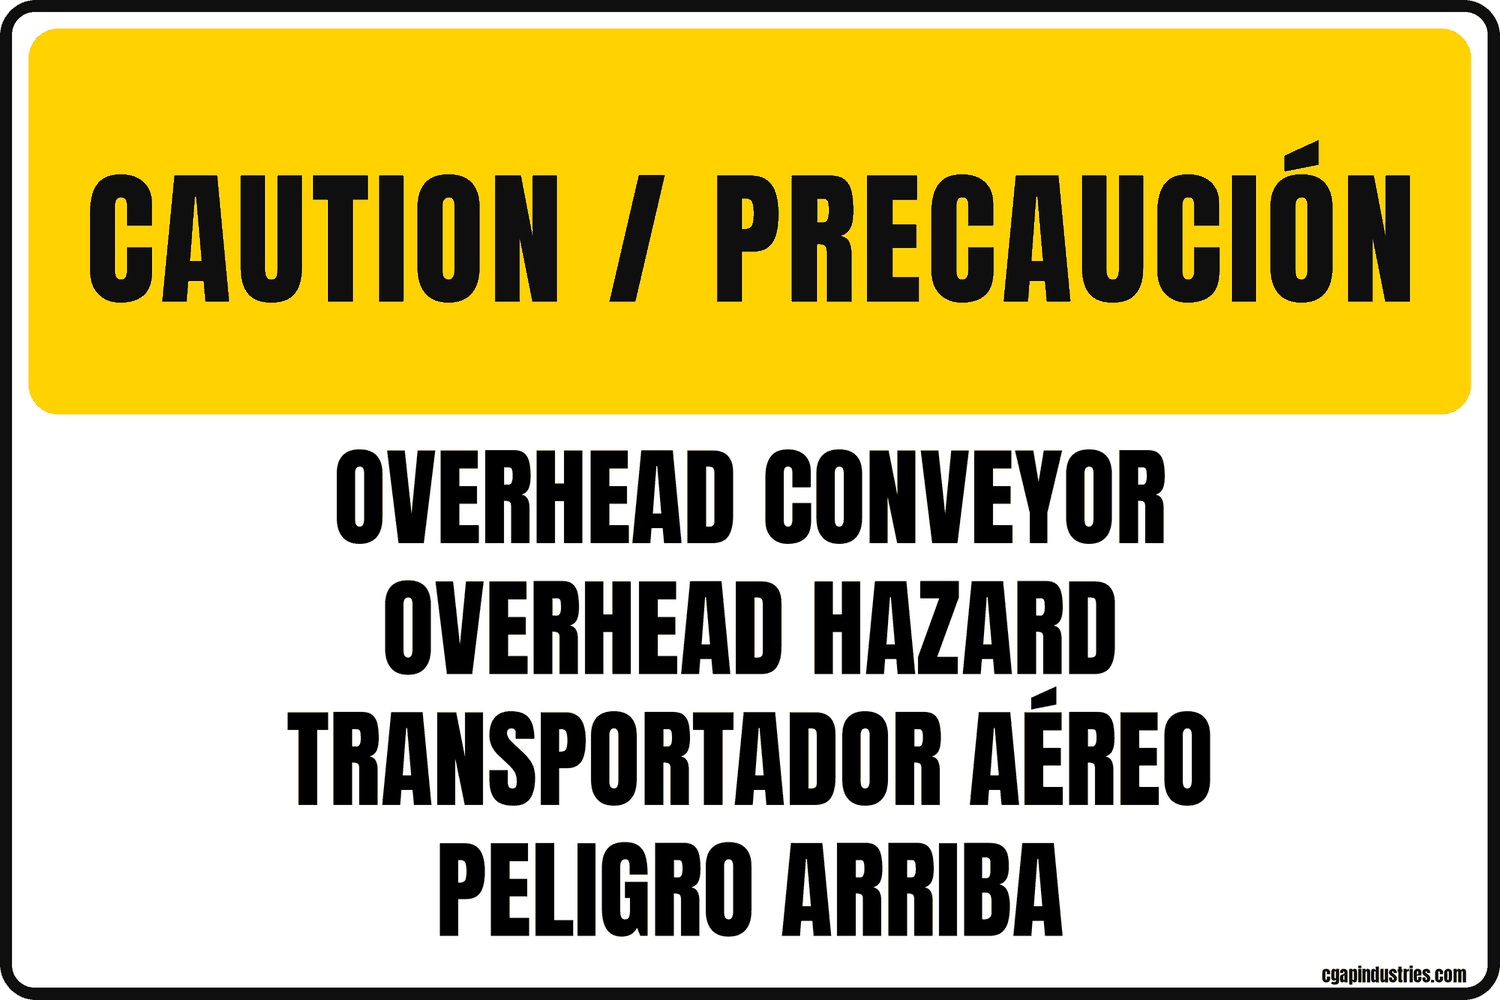 CAUTION / PRECAUCIÓN
OVERHEAD CONVEYOR
OVERHEAD HAZARD
TRANSPORTADOR AÉREO
PELIGRO ARRIBA
cgapindustries.com